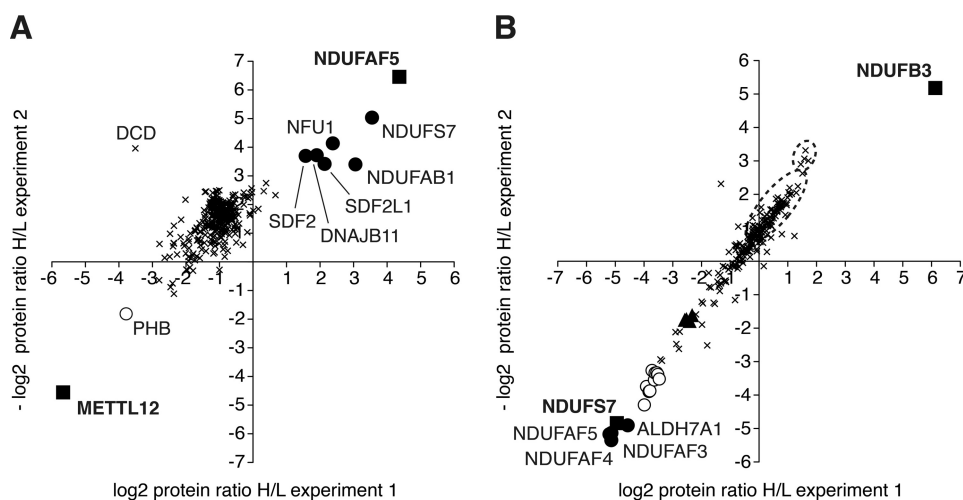 A
- log2 protein ratio H/L experiment 2
7
6
5
4
3
-1
-2
-3
-4
-5
-6
-7
-6 -5 -4 -3 -2 -1 1 2 3 4 5 6
NDUFAF5
NDUFS7
NFU1
NDUFAB1
SDF2L1
SDF2
DNAJB11
DCD
PHB
METTL12
log2 protein ratio H/L experiment 1
B
- log2 protein ratio H/L experiment 2
6
5
4
3
2
1
-1
-2
-3
-4
-5
-6
-7 -6 -5 -4 -3 -2 1 2 3 4 5 6 7
NDUFB3
NDUFS7
ALDH7A1
NDUFAF5
NDUFAF3
NDUFAF4
log2 protein ratio H/L experiment 1